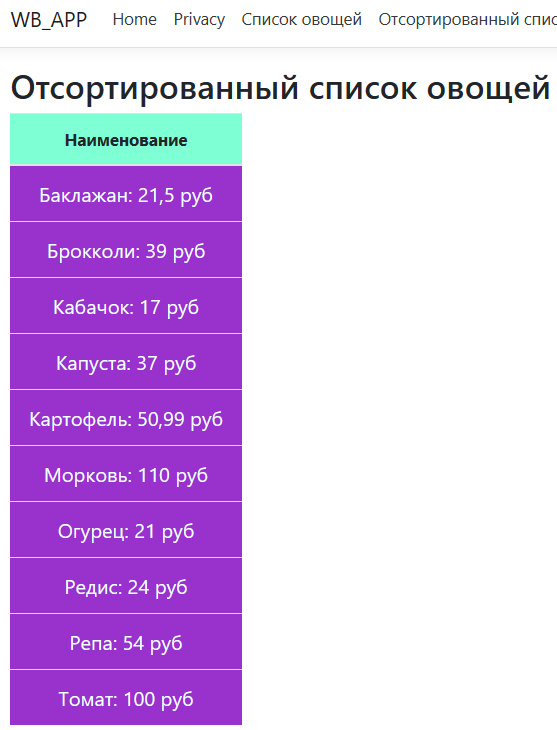 WB_APP Home Privacy Список овощей Отсортированный
Отсортированный список овощей
Наименование
Баклажан: 21,5 руб
Брокколи: 39 руб
Кабачок: 17 руб
Капуста: 37 руб
Картофель: 50,99 руб
Морковь: 110 руб
Огурец: 21 руб
Редис: 24 руб
Репа: 54 руб
Томат: 100 руб